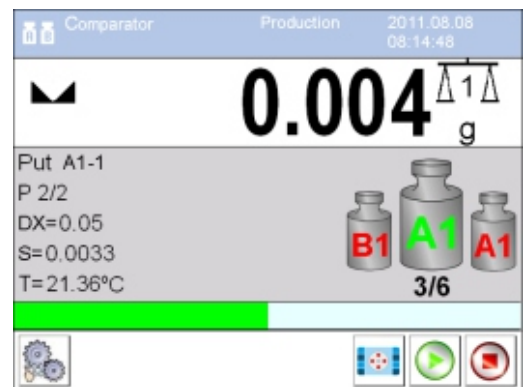 Comparator Production 2011.08.08
08:14:48
0.004 g
1
Put A1-1
P 2/2
DX=0.05
S=0.0033
T=21.36ºC
B1 A1 A1
3/6